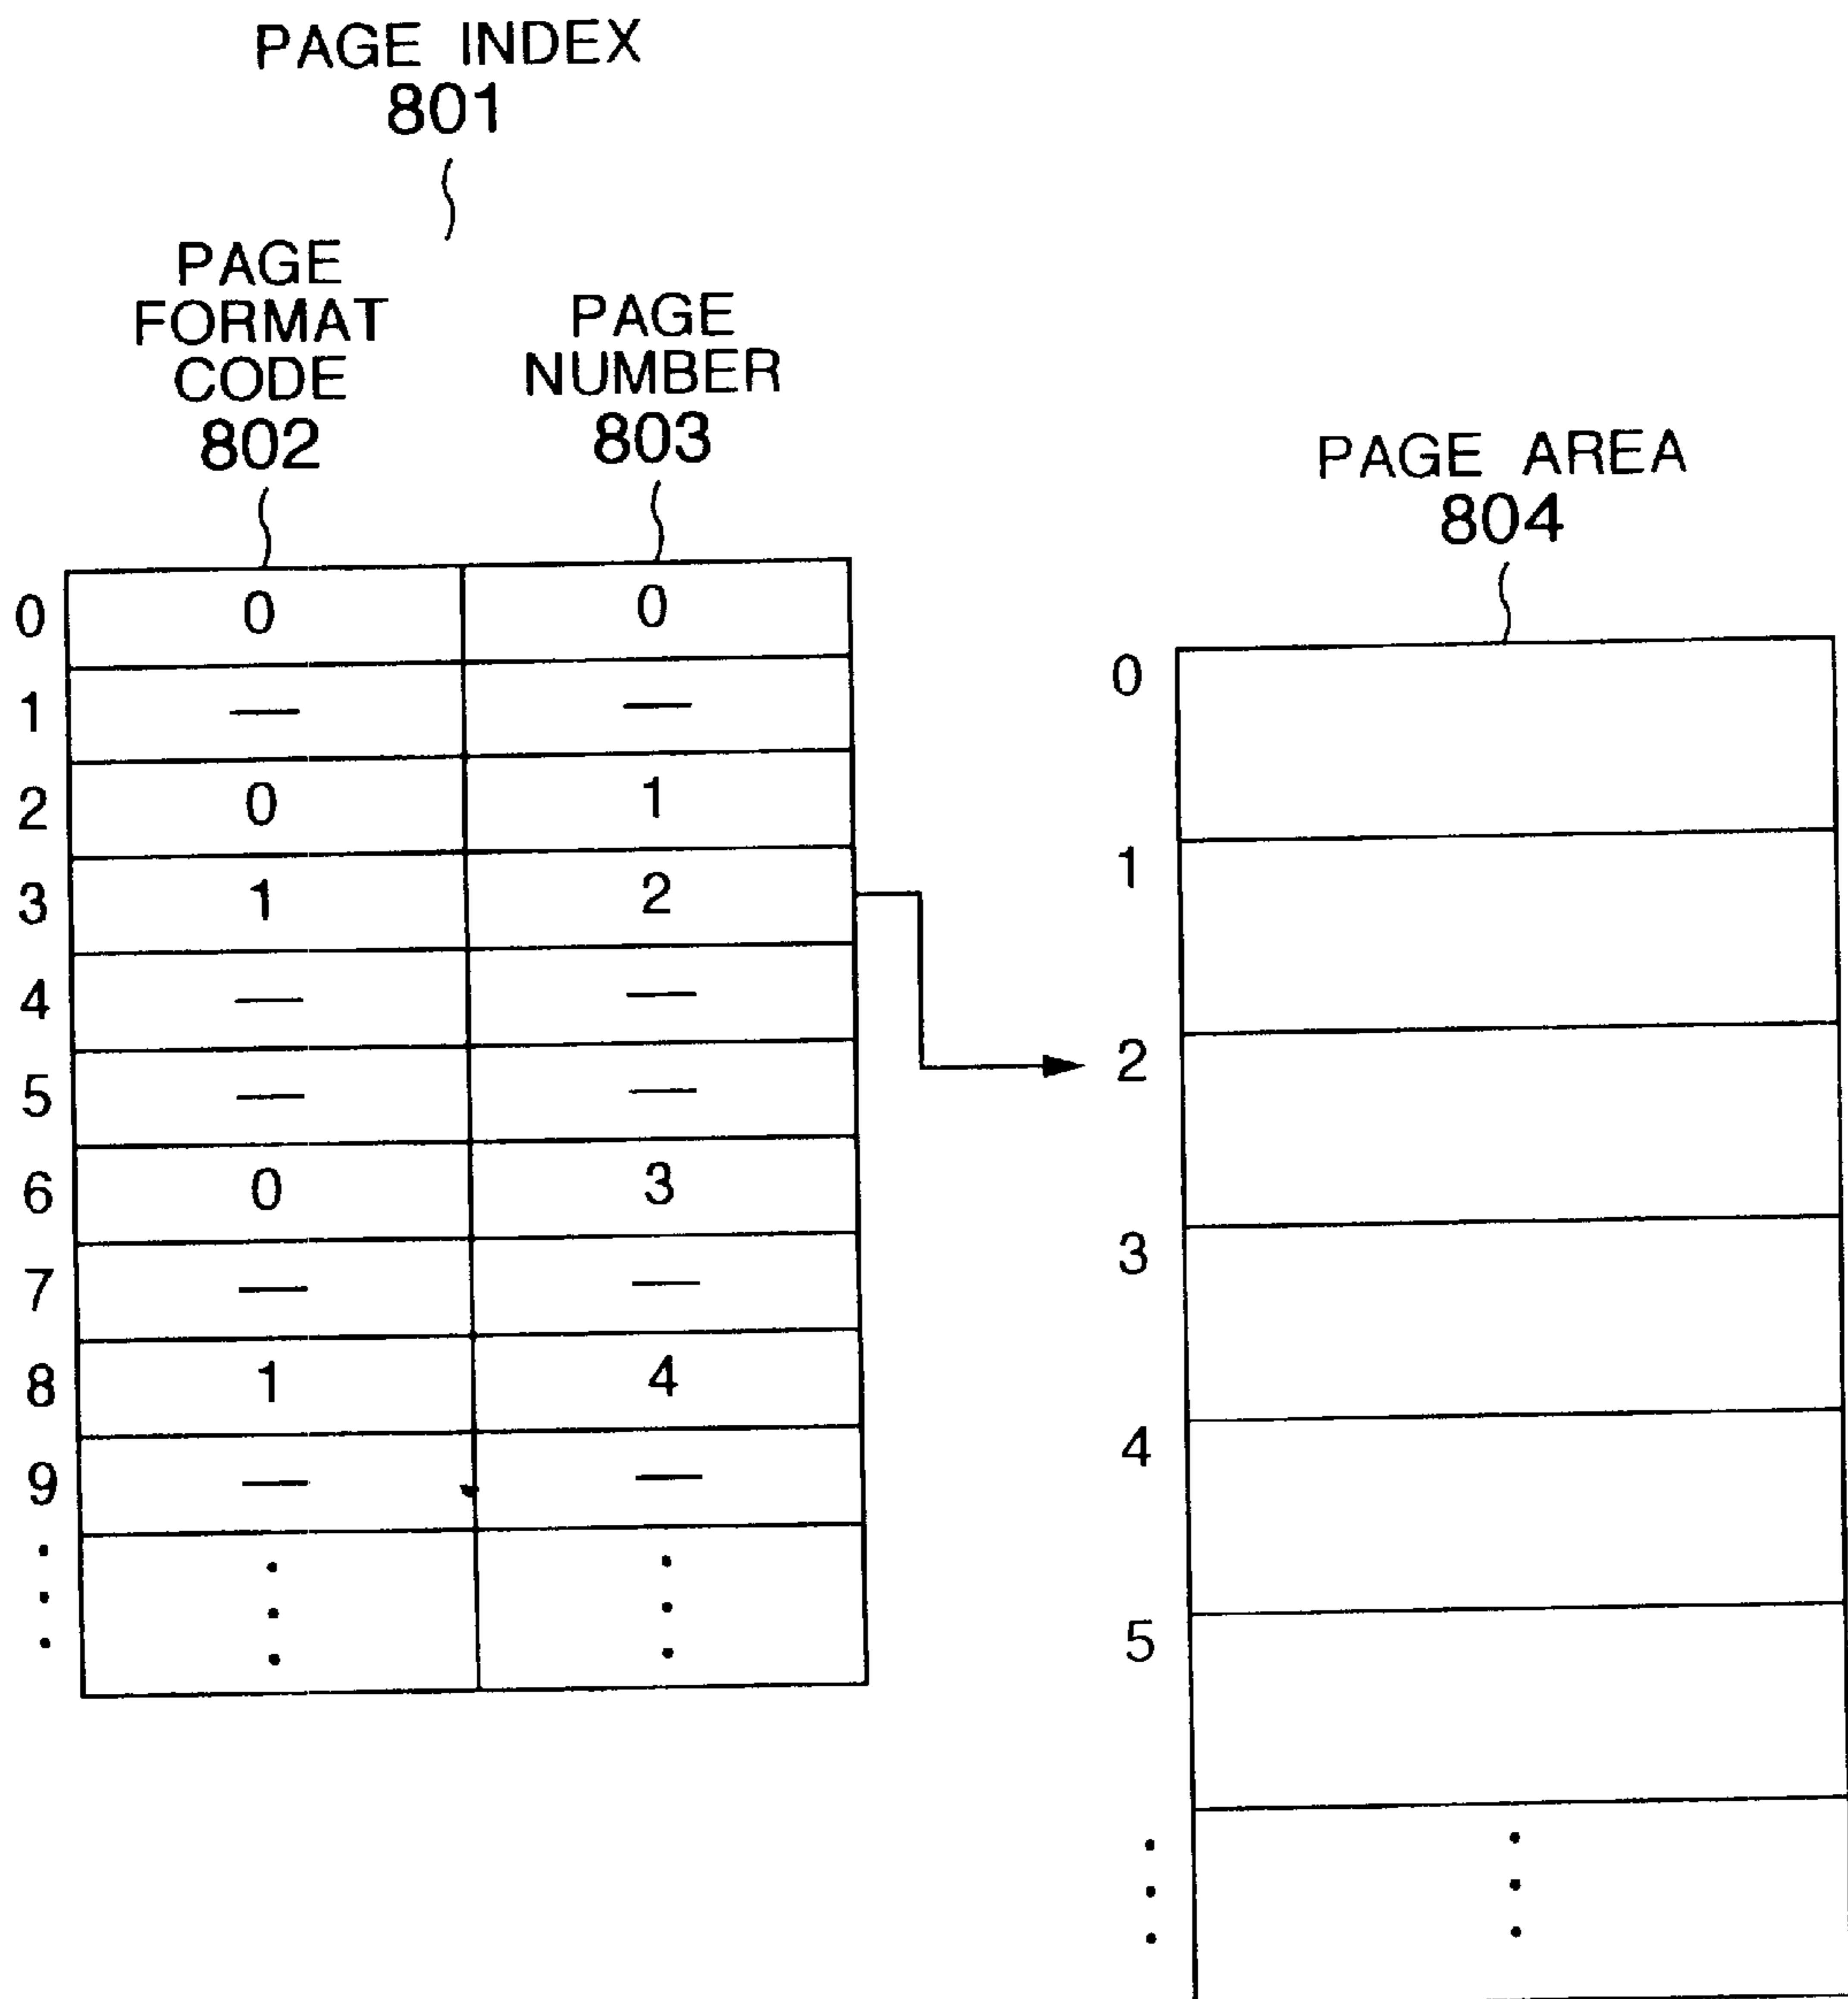 PAGE INDEX
801
PAGE
FORMAT
CODE
802
PAGE
NUMBER
803
PAGE AREA
804
0 0 0
1 — —
2 0 1
3 1 2
4 — —
5 — —
6 0 3
7 — —
8 1 4
9 — —
0
1
2
3
4
5